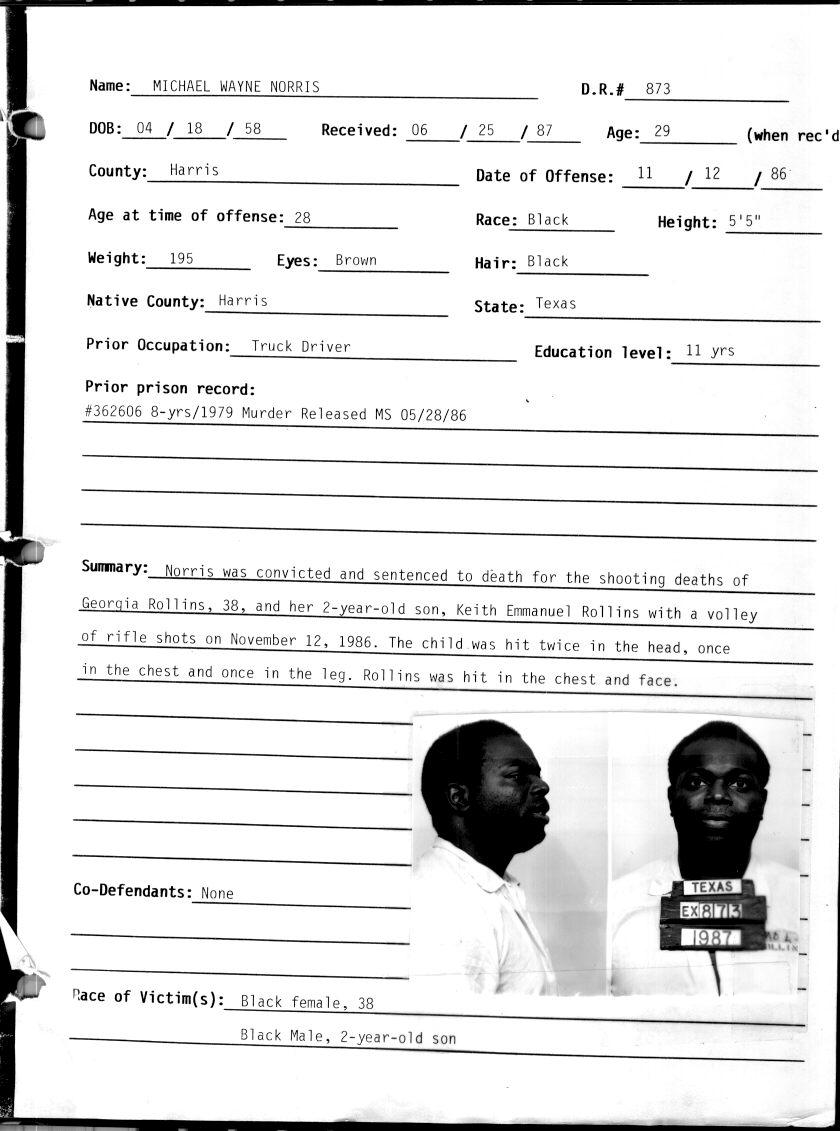 Name: MICHAEL WAYNE NORRIS D.R.# 873
DOB: 04 / 18 / 58 Received: 06 / 25 / 87 Age: 29 (when rec'd
County: Harris Date of Offense: 11 / 12 / 86
Age at time of offense: 28 Race: Black Height: 5'5"
Weight: 195 Eyes: Brown Hair: Black
Native County: Harris State: Texas
Prior Occupation: Truck Driver Education level: 11 yrs
Prior prison record:
#362606 8-yrs/1979 Murder Released MS 05/28/86
Summary: Norris was convicted and sentenced to death for the shooting deaths of
Georgia Rollins, 38, and her 2-year-old son, Keith Emmanuel Rollins with a volley
of rifle shots on November 12, 1986. The child was hit twice in the head, once
in the chest and once in the leg. Rollins was hit in the chest and face.
TEXAS
EX 873
1987
Co-Defendants: None
Race of Victim(s): Black female, 38
Black Male, 2-year-old son